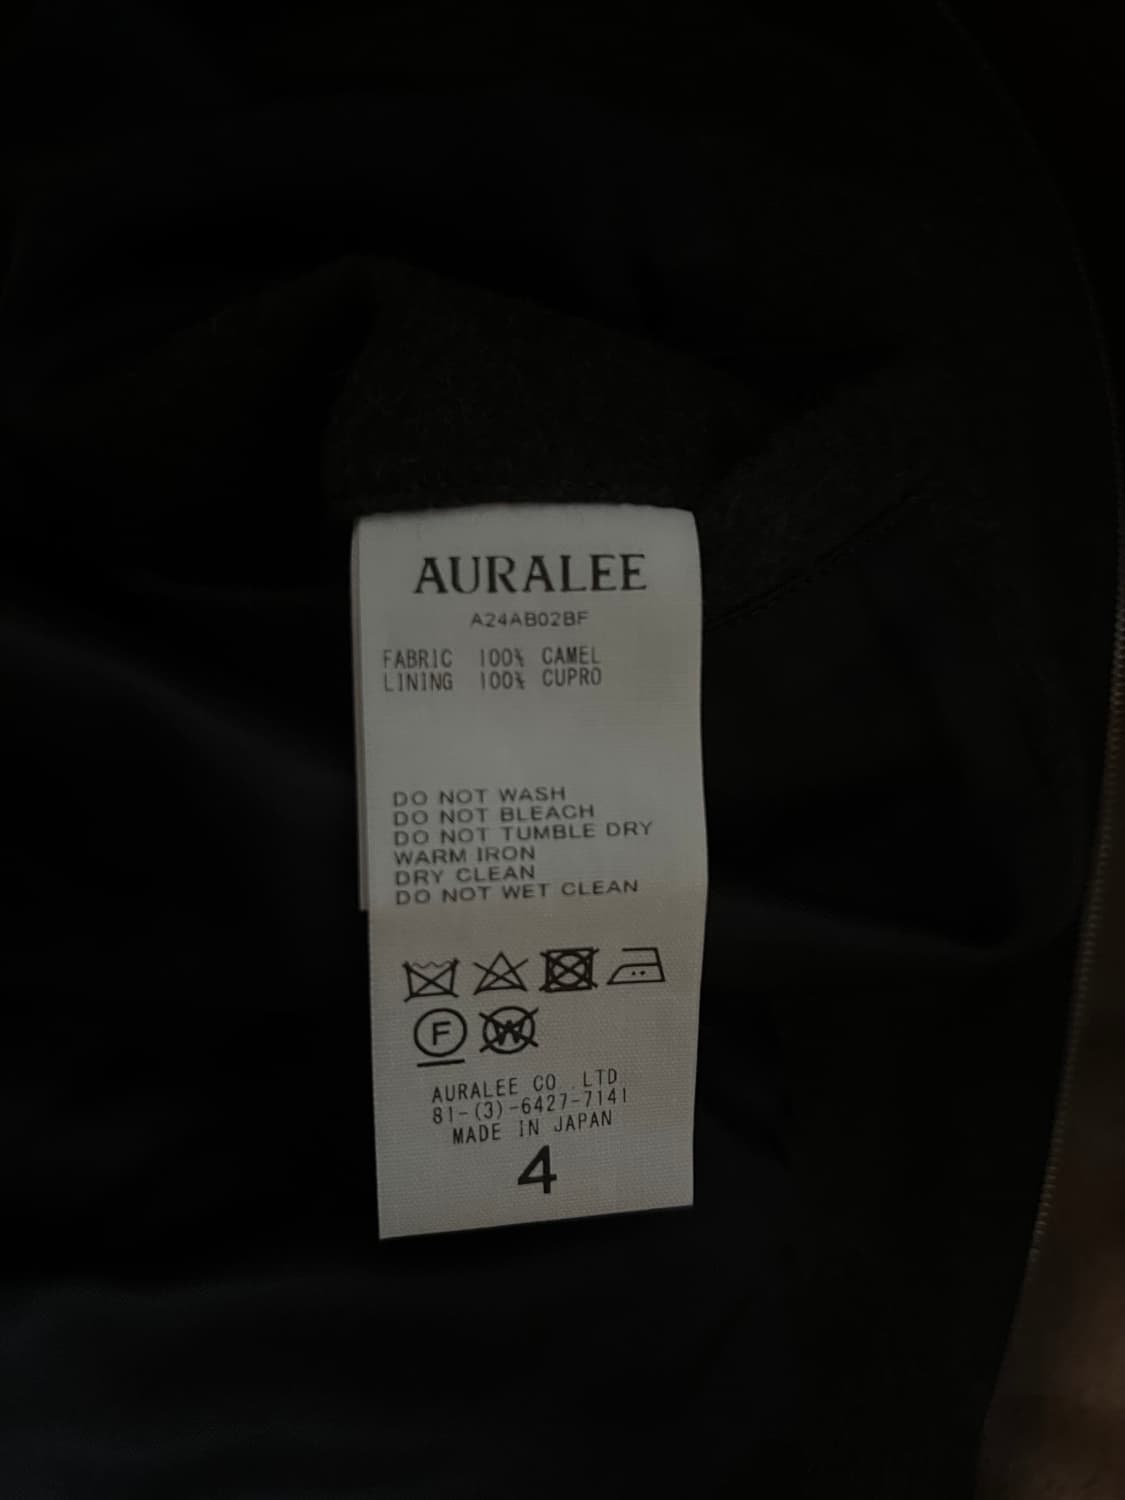 AURALEE
A24AB02BF
FABRIC 100% CAMEL
LINING 100% CUPRO
DO NOT WASH
DO NOT BLEACH
DO NOT TUMBLE DRY
WARM IRON
DRY CLEAN
DO NOT WET CLEAN
F W
AURALEE CO.,LTD
81-(3)-6427-7141
MADE IN JAPAN
4